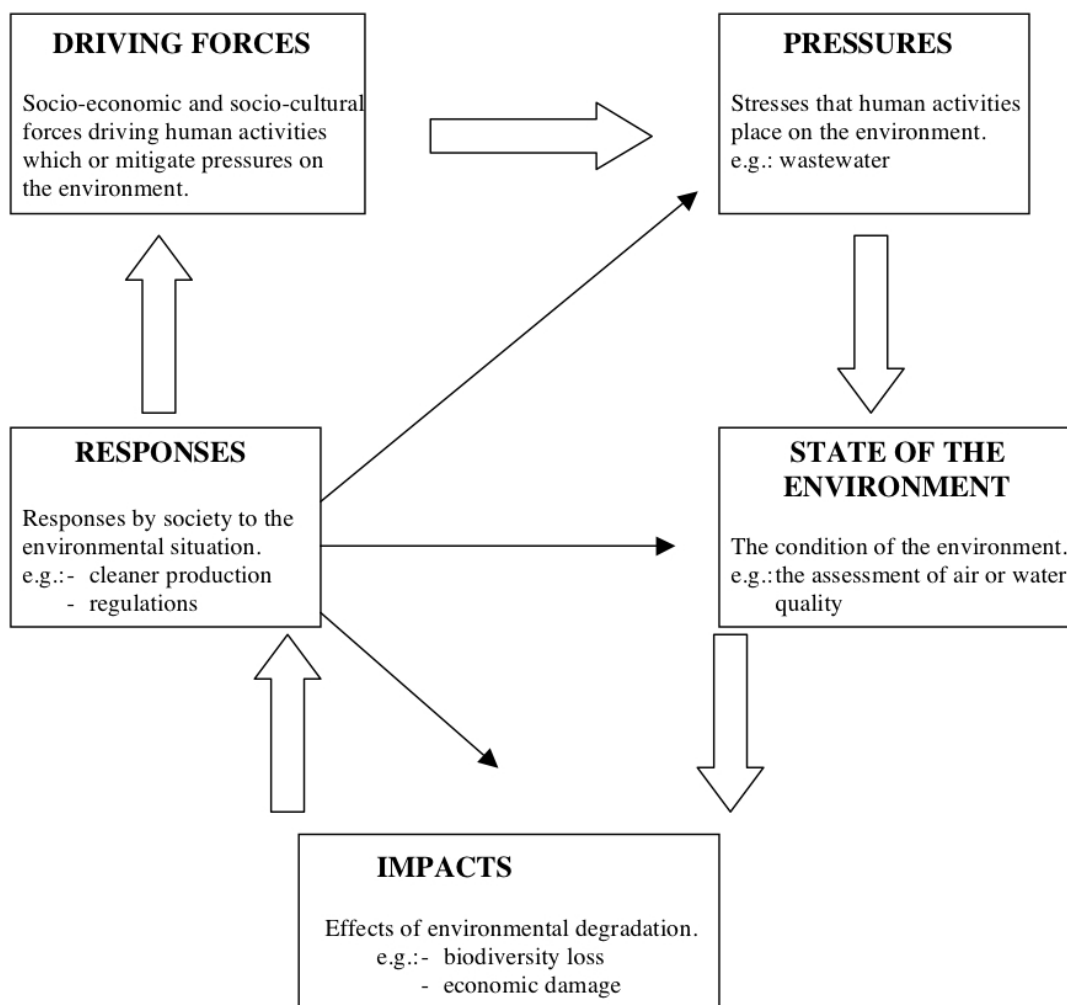 DRIVING FORCES
Socio-economic and socio-cultural
forces driving human activities
which or mitigate pressures on
the environment.
PRESSURES
Stresses that human activities
place on the environment.
e.g.: wastewater
RESPONSES
Responses by society to the
environmental situation.
e.g.:- cleaner production
- regulations
STATE OF THE
ENVIRONMENT
The condition of the environment.
e.g.: the assessment of air or water
quality
IMPACTS
Effects of environmental degradation.
e.g.:- biodiversity loss
- economic damage